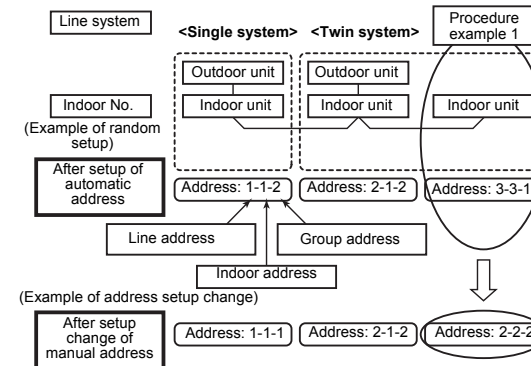 Line system
<Single system>
<Twin system>
Procedure
example 1
Outdoor unit
Outdoor unit
Indoor No.
Indoor unit
Indoor unit
Indoor unit
(Example of random
setup)
After setup of
automatic
address
Address: 1-1-2
Address: 2-1-2
Address: 3-3-1
Line address
Group address
Indoor address
(Example of address setup change)
After setup
change of
manual address
Address: 1-1-1
Address: 2-1-2
Address: 2-2-2